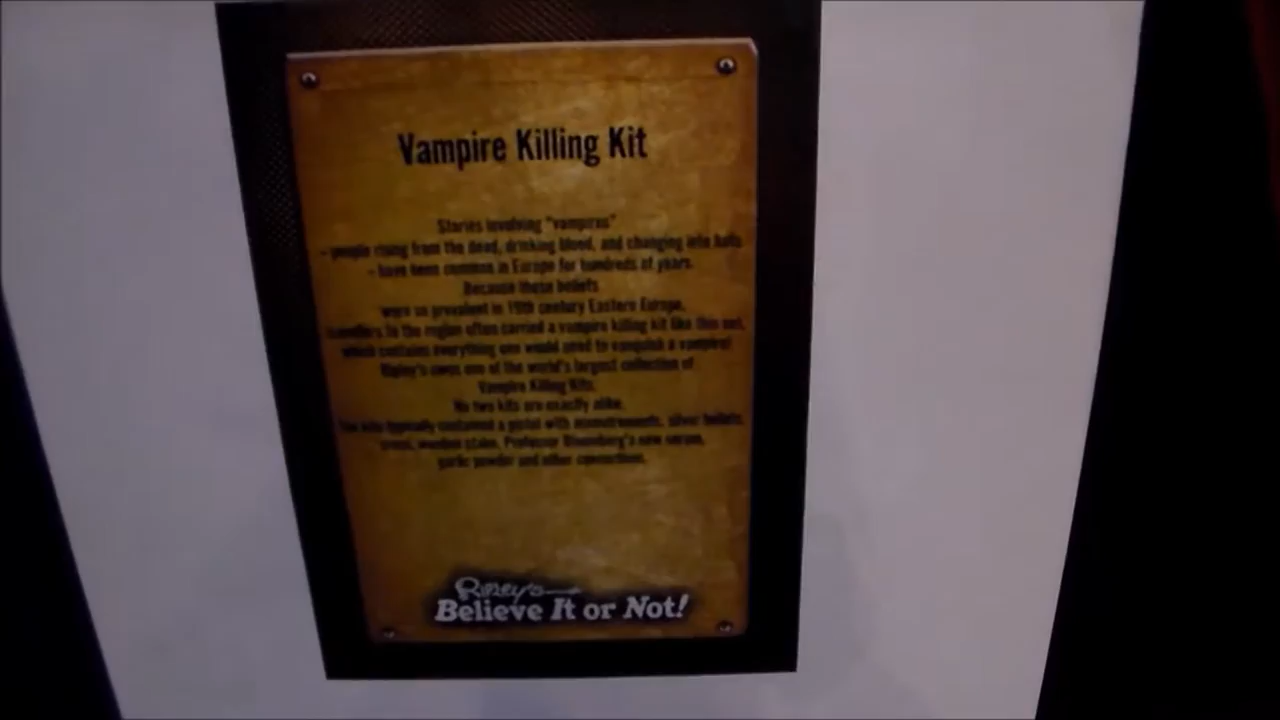 Vampire Killing Kit
Stories involving "vampires"
- people rising from the dead, drinking blood, and changing into bats
- have been common in Europe for hundreds of years.
Because these beliefs
were so prevalent in 19th century Eastern Europe,
travellers in the region often carried a vampire killing kit like this set,
which contains everything one would need to vanquish a vampire!
Ripley's owns one of the world's largest collection of
Vampire Killing Kits.
No two kits are exactly alike.
The kits typically contained a pistol with silver bullets,
cross, wooden stake, Professor Bloomberg's new serum,
garlic powder and other
Ripley's
Believe It or Not!